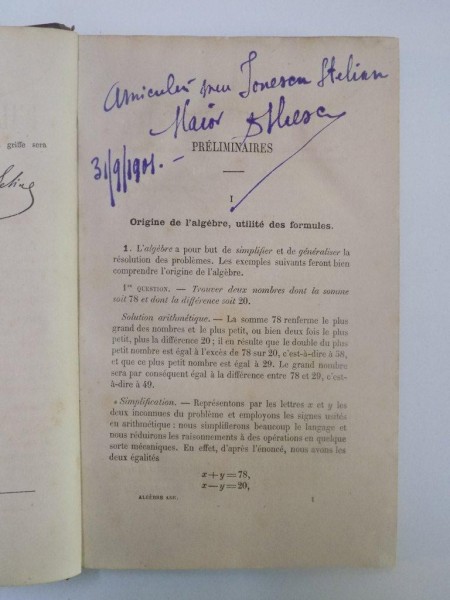 griffe sera
Amicului meu Ionescu Stelian
Maior
31/9/1901. -
PRÉLIMINAIRES
I
Origine de l'algèbre, utilité des formules.
1. L'algèbre a pour but de simplifier et de généraliser la
résolution des problèmes. Les exemples suivants feront bien
comprendre l'origine de l'algèbre.
1re QUESTION. — Trouver deux nombres dont la somme
soit 78 et dont la différence soit 20.
Solution arithmétique. — La somme 78 renferme le plus
grand des nombres et le plus petit, ou bien deux fois le plus
petit, plus la différence 20 ; il en résulte que le double du plus
petit nombre est égal à l'excès de 78 sur 20, c'est-à-dire à 58,
et que ce plus petit nombre est égal à 29. Le grand nombre
sera par conséquent égal à la différence entre 78 et 29, c'est-
à-dire à 49.
Simplification. — Représentons par les lettres x et y les
deux inconnues du problème et employons les signes usités
en arithmétique : nous simplifierons beaucoup le langage et
nous réduirons les raisonnements à des opérations en quelque
sorte mécaniques. En effet, d'après l'énoncé, nous avons les
deux égalités
x+y=78,
x—y=20,
ALGÈBRE 1